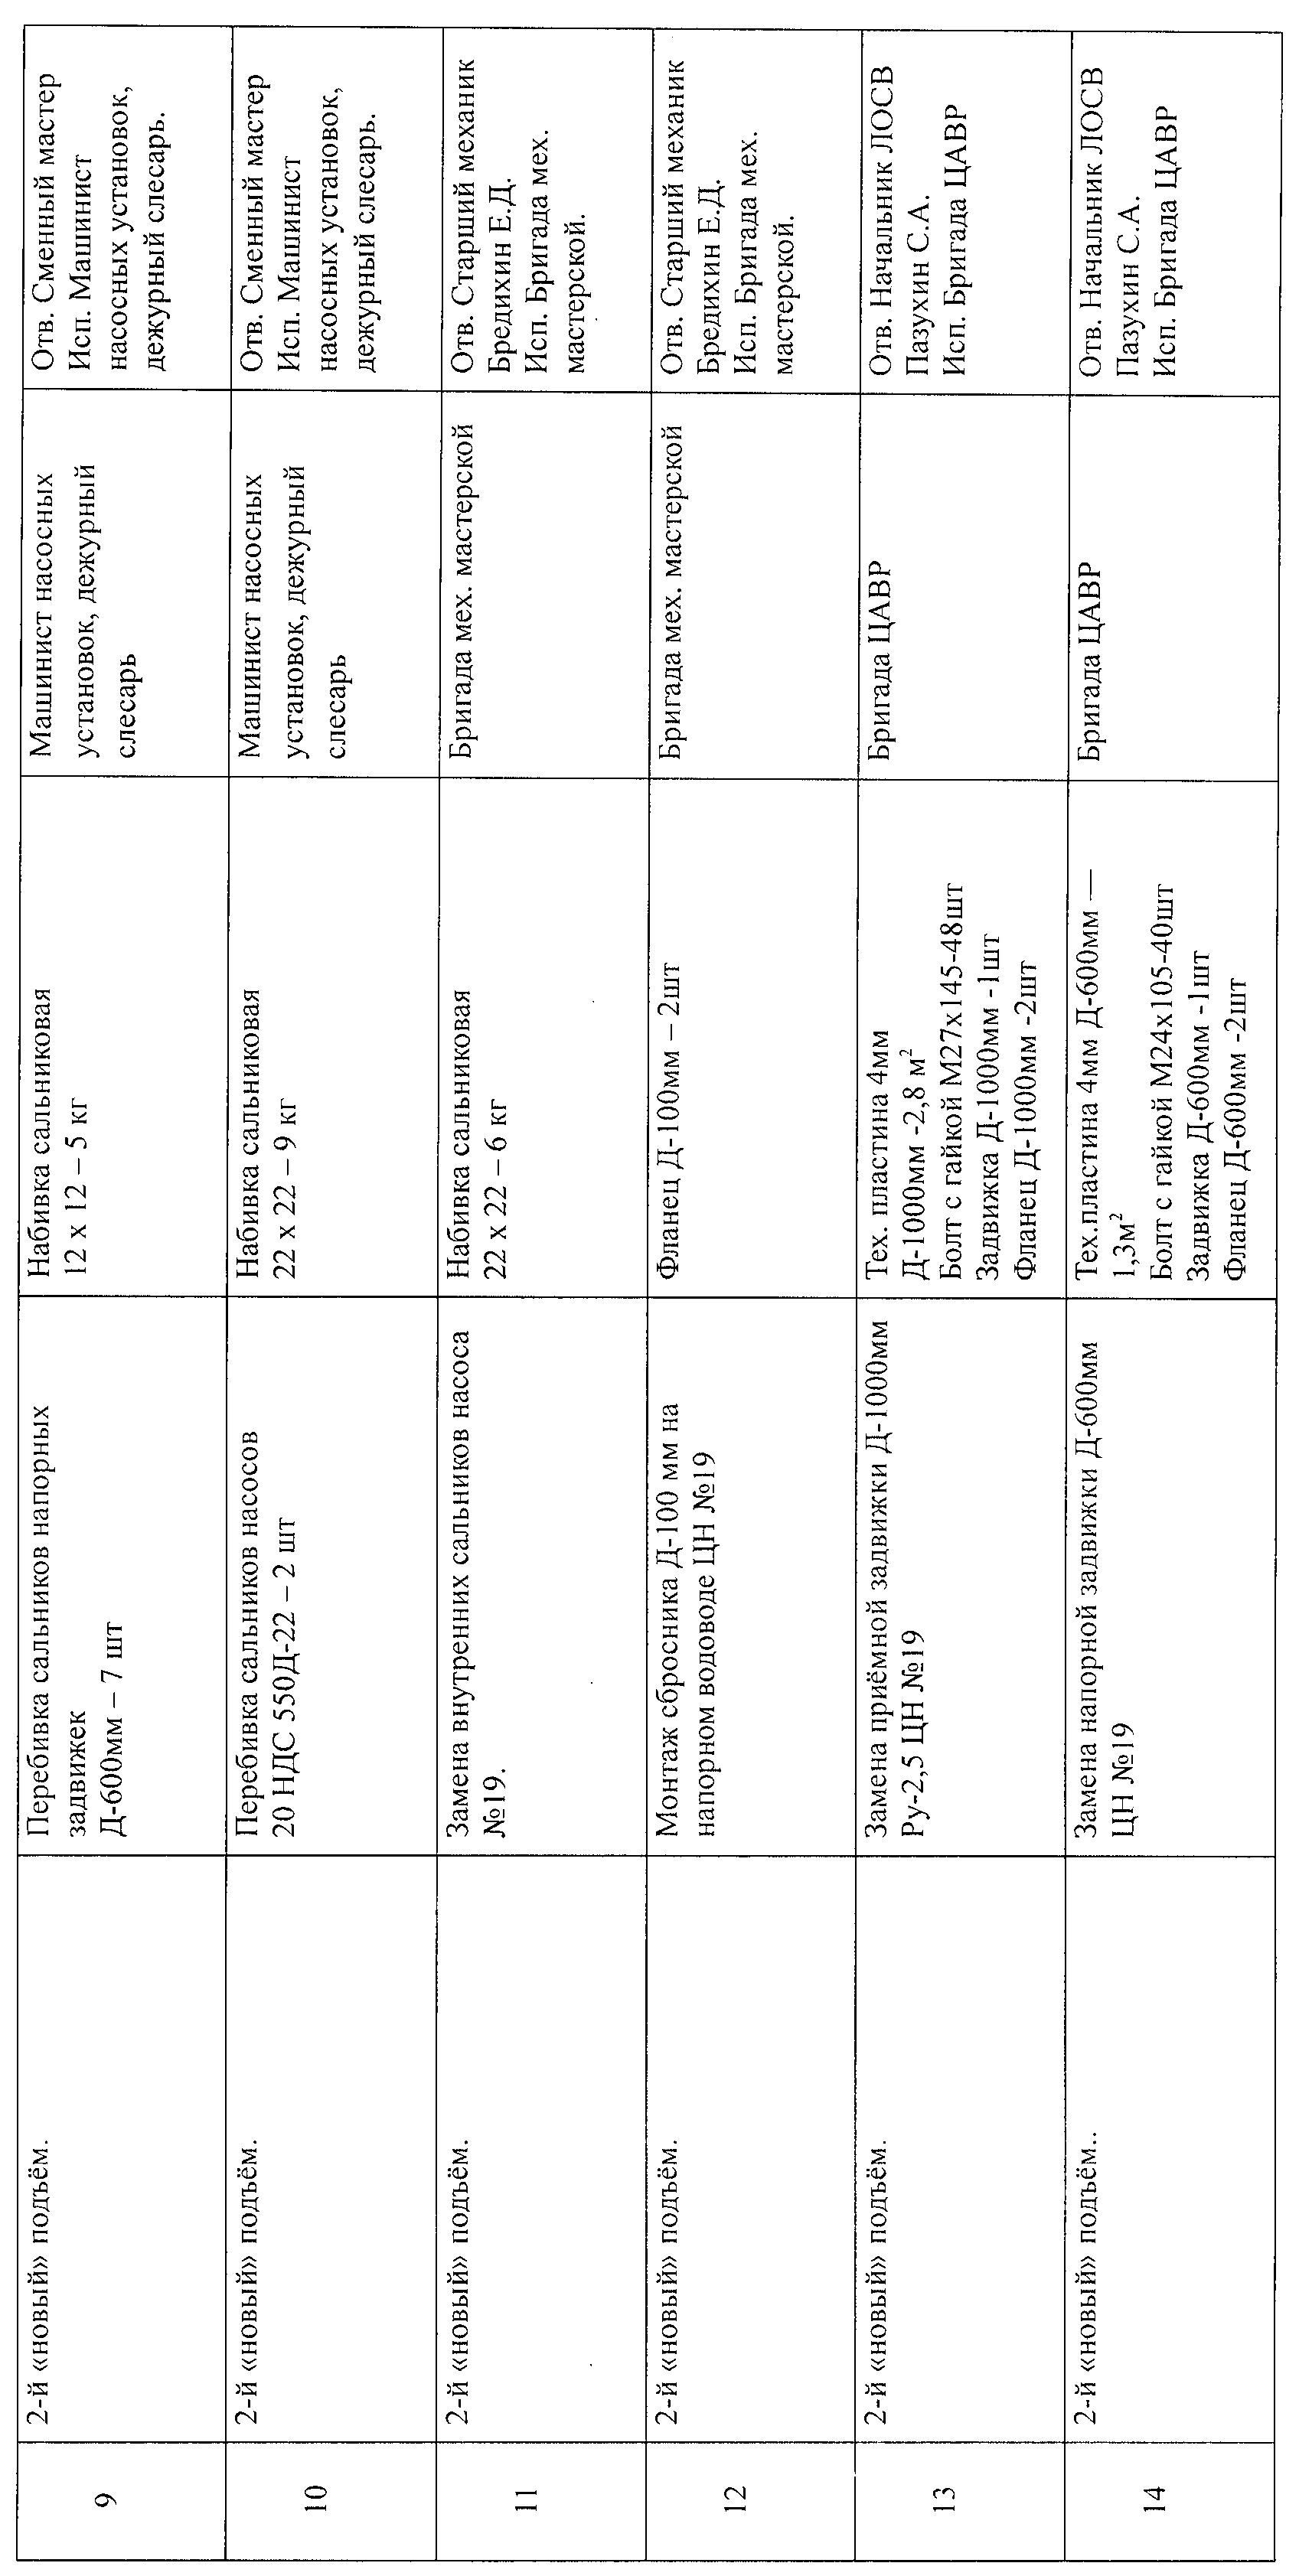 9
2-й «новый» подъём.
Перебивка сальников напорных
задвижек
Д-600мм – 7 шт
Набивка сальниковая
12 х 12 – 5 кг
Машинист насосных
установок, дежурный
слесарь
Отв. Сменный мастер
Исп. Машинист
насосных установок,
дежурный слесарь.
10
2-й «новый» подъём.
Перебивка сальников насосов
20 НДС 550Д-22 – 2 шт
Набивка сальниковая
22 х 22 – 9 кг
Машинист насосных
установок, дежурный
слесарь
Отв. Сменный мастер
Исп. Машинист
насосных установок,
дежурный слесарь.
11
2-й «новый» подъём.
Замена внутренних сальников насоса
№19.
Набивка сальниковая
22 х 22 – 6 кг
Бригада мех. мастерской
Отв. Старший механик
Бредихин Е.Д.
Исп. Бригада мех.
мастерской.
12
2-й «новый» подъём.
Монтаж сбросника Д-100 мм на
напорном водоводе ЦН №19
Фланец Д-100мм – 2шт
Бригада мех. мастерской
Отв. Старший механик
Бредихин Е.Д.
Исп. Бригада мех.
мастерской.
13
2-й «новый» подъём.
Замена приёмной задвижки Д-1000мм
Ру-2,5 ЦН №19
Тех. пластина 4мм
Д-1000мм -2,8 м²
Болт с гайкой М27х145-48шт
Задвижка Д-1000мм -1шт
Фланец Д-1000мм -2шт
Бригада ЦАВР
Отв. Начальник ЛОСВ
Пазухин С.А.
Исп. Бригада ЦАВР
14
2-й «новый» подъём..
Замена напорной задвижки Д-600мм
ЦН №19
Тех.пластина 4мм Д-600мм —
1,3м²
Болт с гайкой М24х105-40шт
Задвижка Д-600мм -1шт
Фланец Д-600мм -2шт
Бригада ЦАВР
Отв. Начальник ЛОСВ
Пазухин С.А.
Исп. Бригада ЦАВР